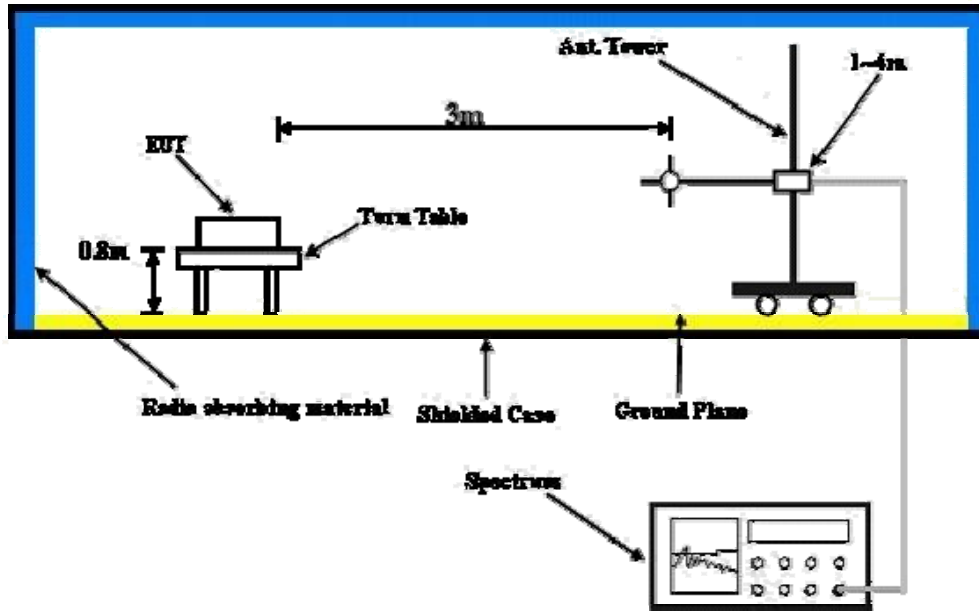 Ant. Tower
1~4m
3m
EUT
Turn Table
0.8m
Radio absorbing material
Shielded Case
Ground Plane
Spectrum